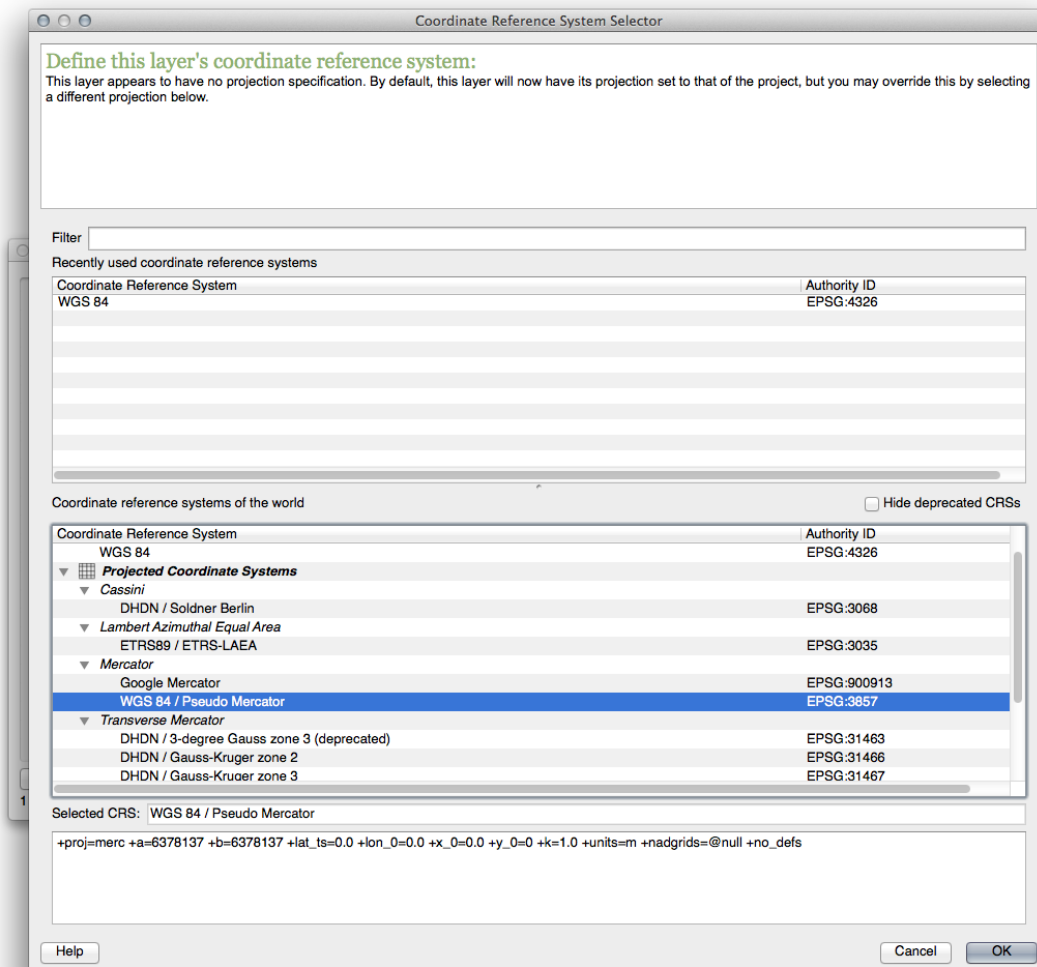 Coordinate Reference System Selector
Define this layer's coordinate reference system:
This layer appears to have no projection specification. By default, this layer will now have its projection set to that of the project, but you may override this by selecting
a different projection below.
Filter
Recently used coordinate reference systems
Coordinate Reference System Authority ID
WGS 84 EPSG:4326
Coordinate reference systems of the world Hide deprecated CRSs
Coordinate Reference System Authority ID
WGS 84 EPSG:4326
Projected Coordinate Systems
Cassini
DHDN / Soldner Berlin EPSG:3068
Lambert Azimuthal Equal Area
ETRS89 / ETRS-LAEA EPSG:3035
Mercator
Google Mercator EPSG:900913
WGS 84 / Pseudo Mercator EPSG:3857
Transverse Mercator
DHDN / 3-degree Gauss zone 3 (deprecated) EPSG:31463
DHDN / Gauss-Kruger zone 2 EPSG:31466
DHDN / Gauss-Kruger zone 3 EPSG:31467
1
Selected CRS: WGS 84 / Pseudo Mercator
+proj=merc +a=6378137 +b=6378137 +lat_ts=0.0 +lon_0=0.0 +x_0=0.0 +y_0=0 +k=1.0 +units=m +nadgrids=@null +no_defs
Help Cancel OK